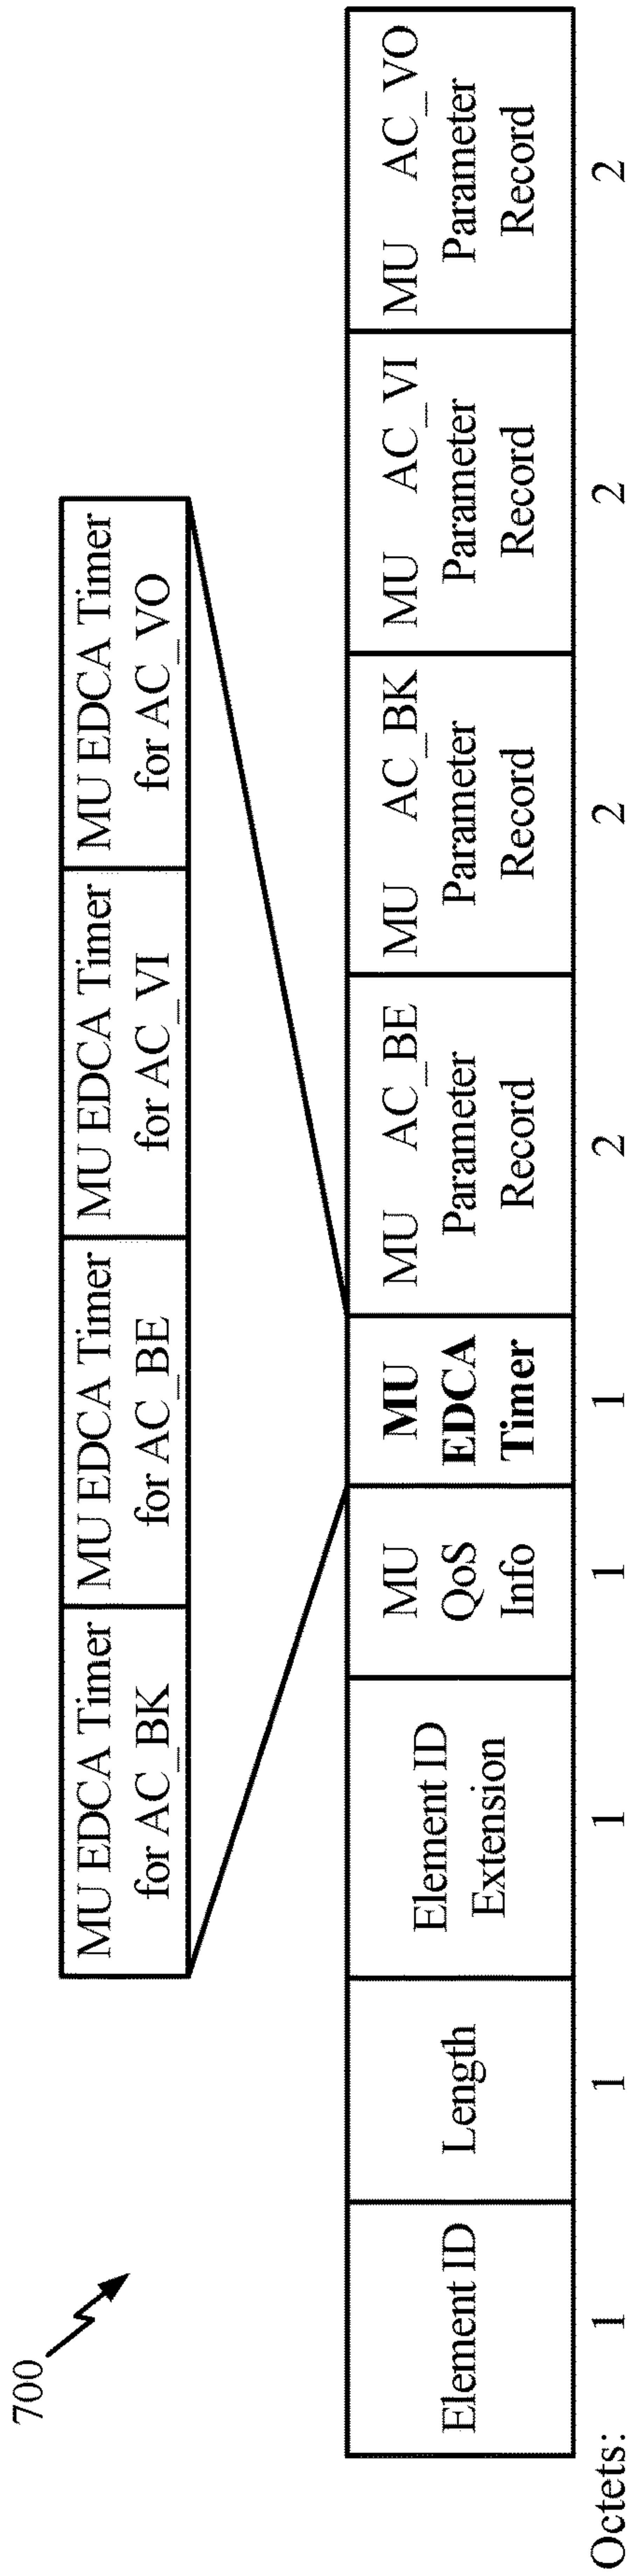 700
MU EDCA Timer
for AC_BK
MU EDCA Timer
for AC_BE
MU EDCA Timer
for AC_VI
MU EDCA Timer
for AC_VO
Element ID
Length
Element ID
Extension
MU
QoS
Info
MU
EDCA
Timer
MU AC_BE
Parameter
Record
MU AC_BK
Parameter
Record
MU AC_VI
Parameter
Record
MU AC_VO
Parameter
Record
Octets: 1 1 1 1 1 2 2 2 2